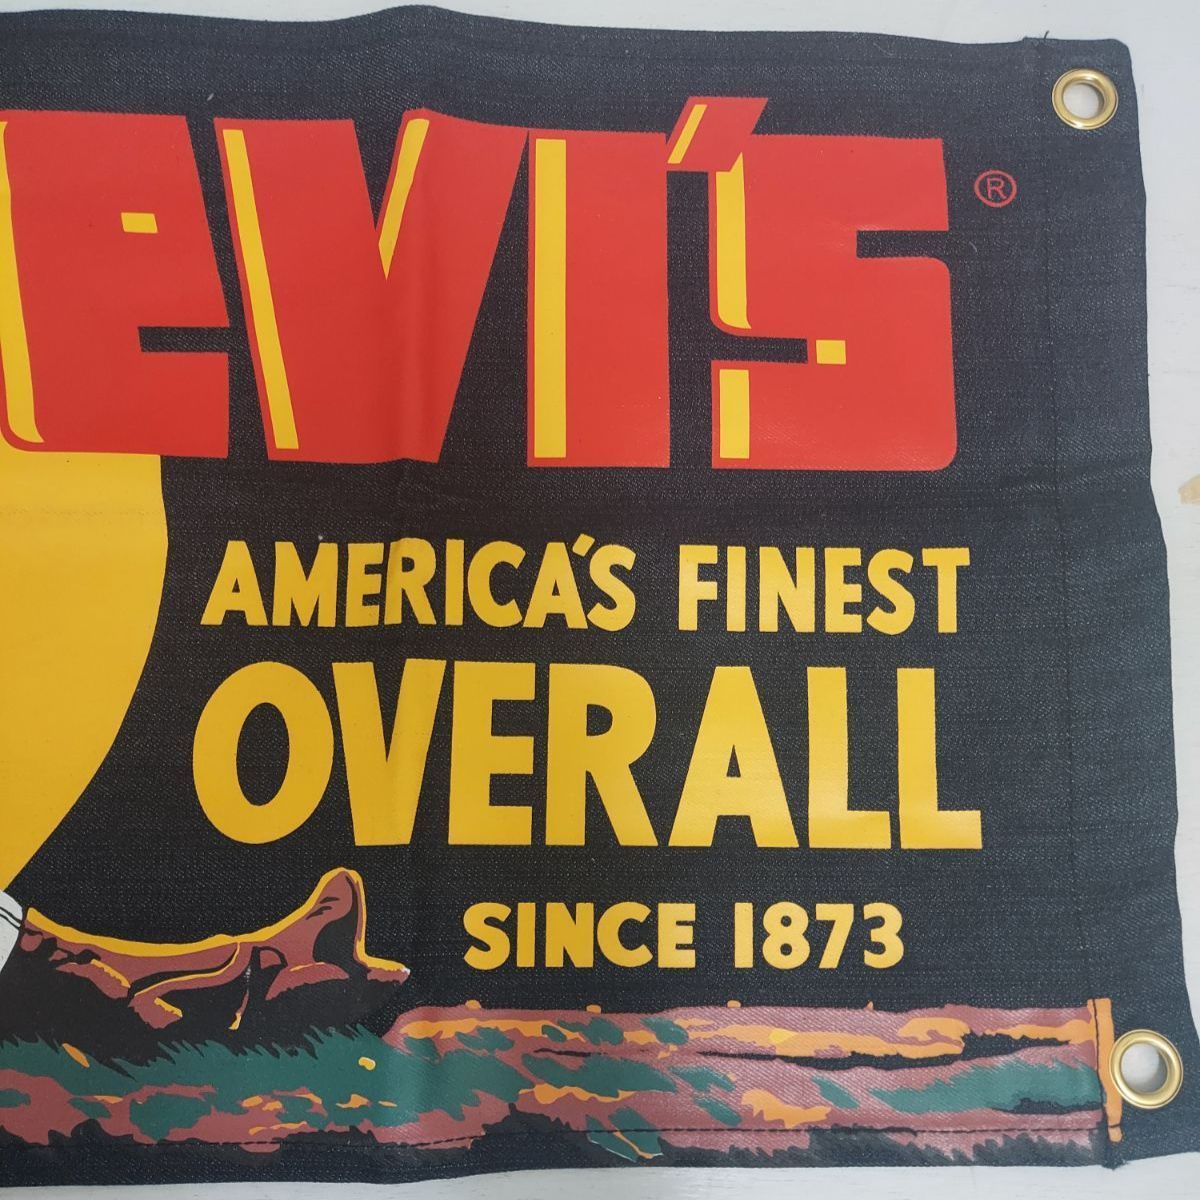 evi's ®
AMERICA'S FINEST
OVERALL
SINCE 1873